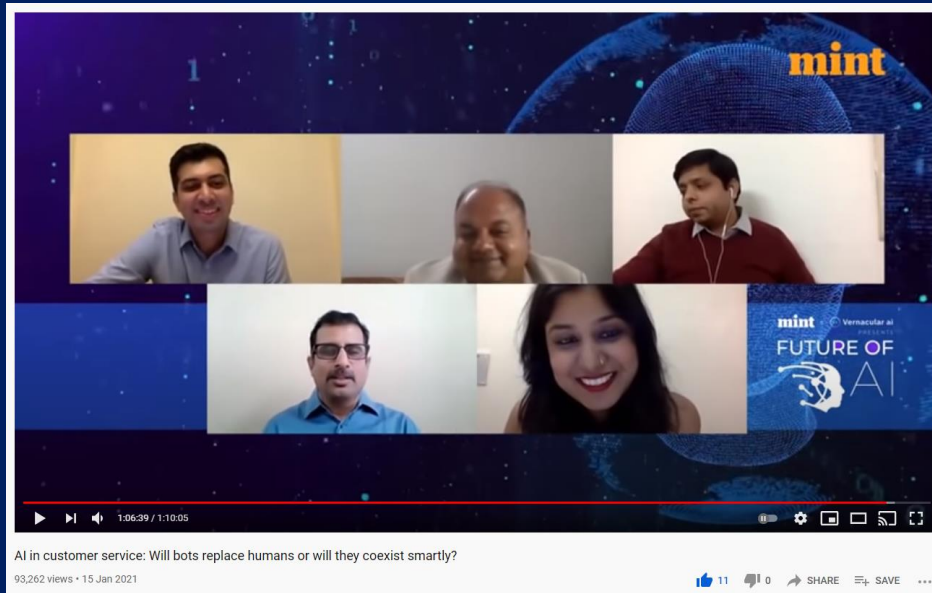 mint
mint Vernacular ai
PRESENTS
FUTURE OF
AI
1:06:39 / 1:10:05
AI in customer service: Will bots replace humans or will they coexist smartly?
93,262 views • 15 Jan 2021
11 0 SHARE SAVE